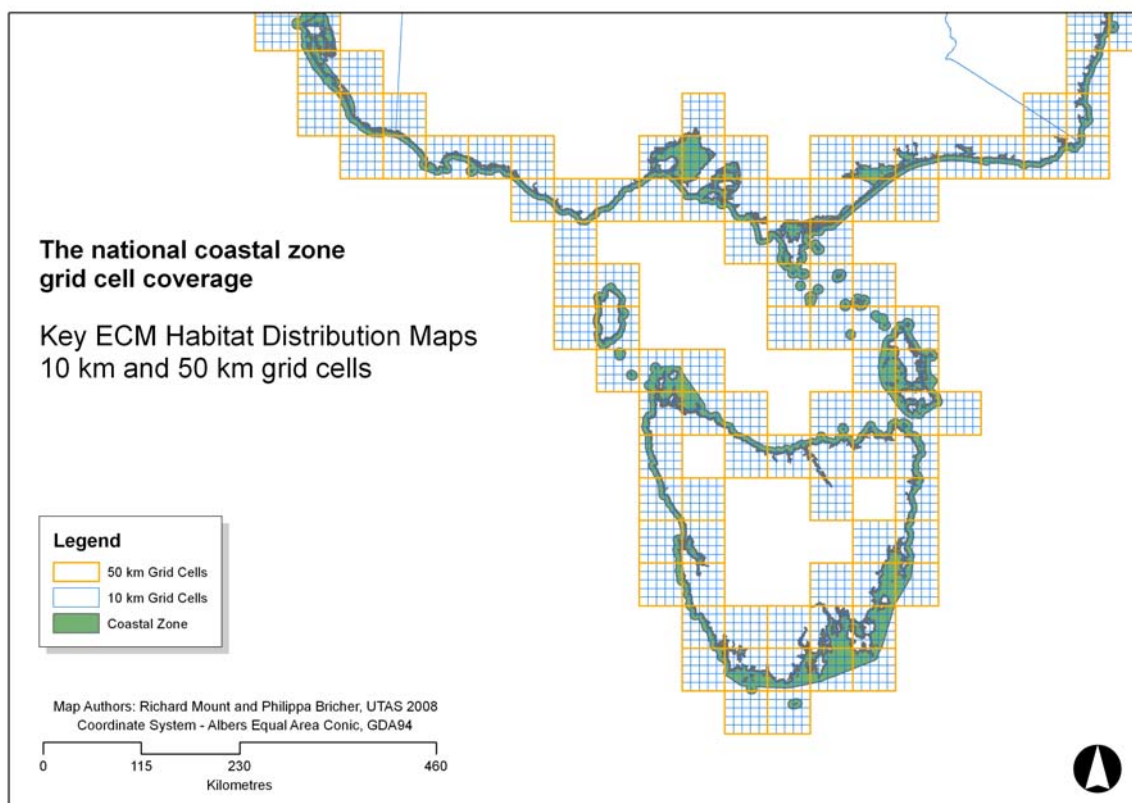 The national coastal zone
grid cell coverage
Key ECM Habitat Distribution Maps
10 km and 50 km grid cells
Legend
50 km Grid Cells
10 km Grid Cells
Coastal Zone
Map Authors: Richard Mount and Philippa Bricher, UTAS 2008
Coordinate System - Albers Equal Area Conic, GDA94
0 115 230 460
Kilometres